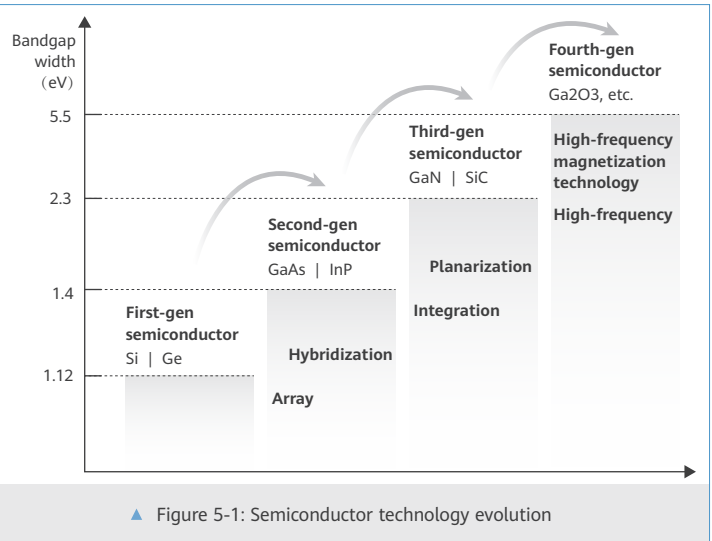 Bandgap
width
（eV）
5.5
2.3
1.4
1.12
First-gen
semiconductor
Si | Ge
Second-gen
semiconductor
GaAs | InP
Hybridization
Array
Third-gen
semiconductor
GaN | SiC
Planarization
Integration
Fourth-gen
semiconductor
Ga2O3, etc.
High-frequency
magnetization
technology
High-frequency
▲ Figure 5-1: Semiconductor technology evolution